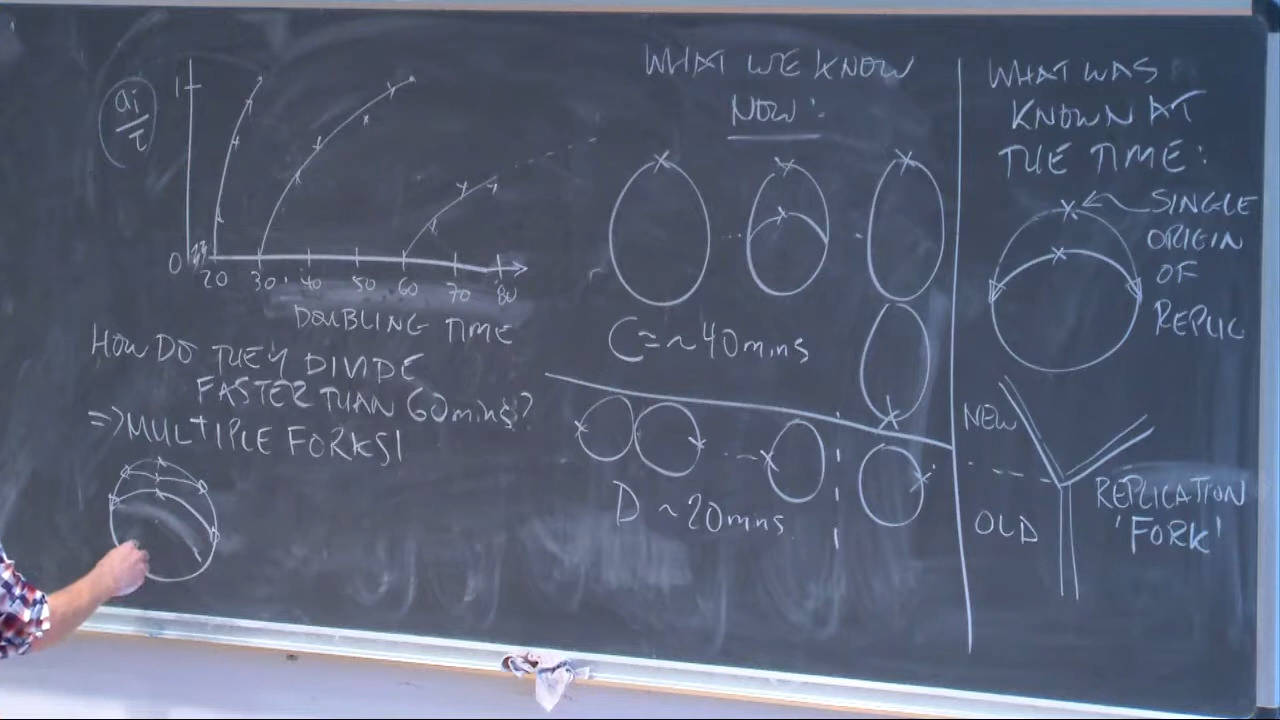 ai
τ
1
0
20 30 40 50 60 70 80
DOUBLING TIME
HOW DO THEY DIVIDE
FASTER THAN 60mins?
=> MULTIPLE FORKS!
WHAT WE KNOW
NOW:
C = ~40mins
D ~20mins
WHAT WAS
KNOWN AT
THE TIME:
SINGLE
ORIGIN
OF
REPLIC
NEW
OLD
REPLICATION
'FORK'